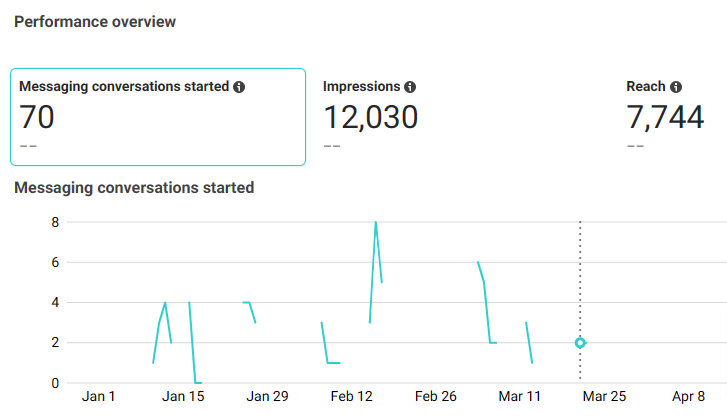 Performance overview
Messaging conversations started
Impressions
Reach
70
12,030
7,744
--
--
--
Messaging conversations started
8
6
4
2
0
Jan 1 Jan 15 Jan 29 Feb 12 Feb 26 Mar 11 Mar 25 Apr 8